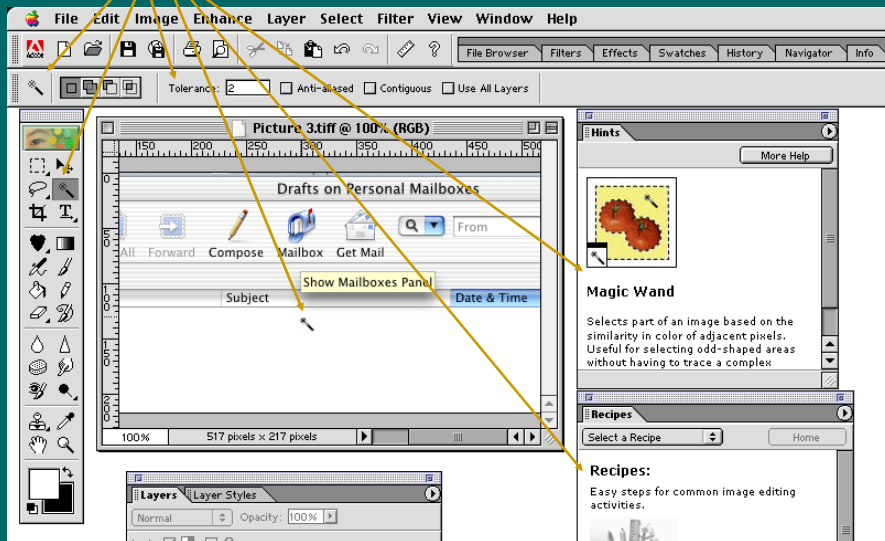 File Edit Image Enhance Layer Select Filter View Window Help
Adobe
File Browser Filters Effects Swatches History Navigator Info
Tolerance: 2 Anti-aliased Contiguous Use All Layers
Picture 3.tiff @ 100% (RGB)
150 200 250 300 350 400 450 500
Drafts on Personal Mailboxes
From
All Forward Compose Mailbox Get Mail
Show Mailboxes Panel
Subject Date & Time
100% 517 pixels x 217 pixels
Hints
More Help
Magic Wand
Selects part of an image based on the
similarity in color of adjacent pixels.
Useful for selecting odd-shaped areas
without having to trace a complex
Recipes
Select a Recipe Home
Recipes:
Easy steps for common image editing
activities.
Layers Layer Styles
Normal Opacity: 100%